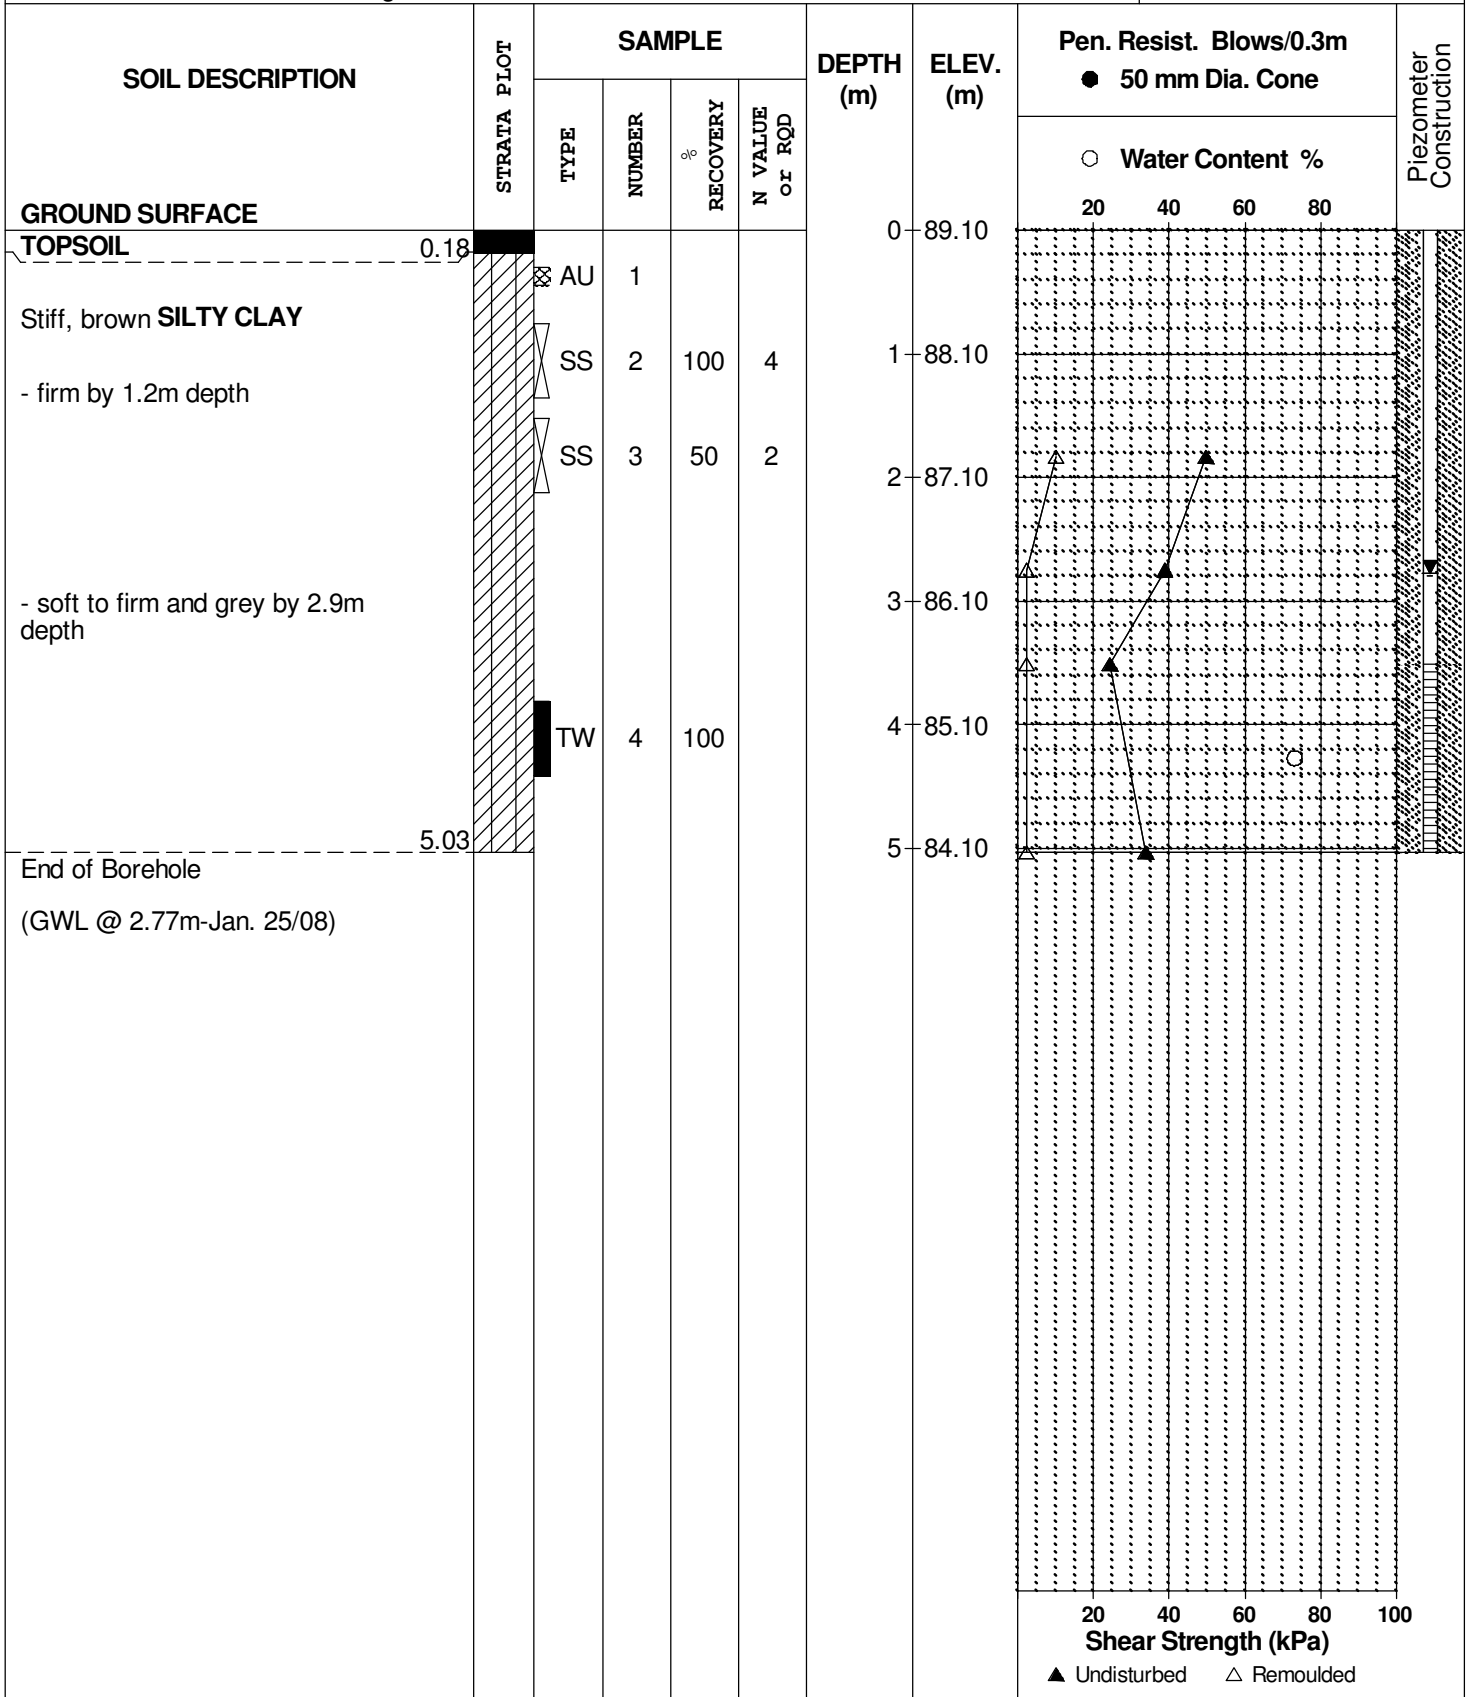 SOIL DESCRIPTION
STRATA PLOT
SAMPLE
TYPE
NUMBER
%
RECOVERY
N VALUE
or RQD
DEPTH
(m)
ELEV.
(m)
Pen. Resist. Blows/0.3m
● 50 mm Dia. Cone
○ Water Content %
Piezometer
Construction
20 40 60 80
GROUND SURFACE
TOPSOIL 0.18
0 89.10
AU 1
Stiff, brown SILTY CLAY
SS 2 100 4
1 88.10
- firm by 1.2m depth
SS 3 50 2
2 87.10
- soft to firm and grey by 2.9m
depth
3 86.10
TW 4 100
4 85.10
5.03
5 84.10
End of Borehole
(GWL @ 2.77m-Jan. 25/08)
20 40 60 80 100
Shear Strength (kPa)
▲ Undisturbed △ Remoulded